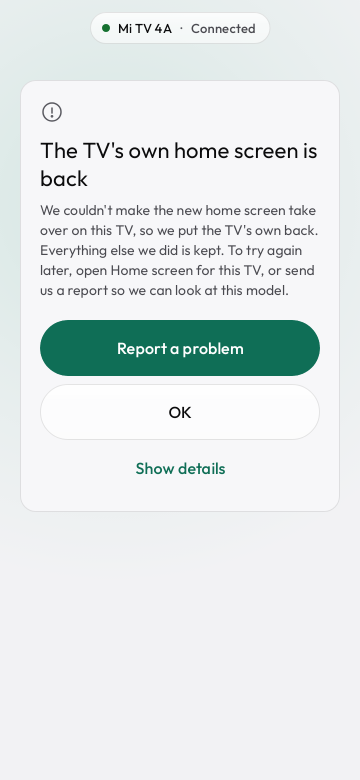 Mi TV 4A · Connected
The TV's own home screen is
back
We couldn't make the new home screen take
over on this TV, so we put the TV's own back.
Everything else we did is kept. To try again
later, open Home screen for this TV, or send
us a report so we can look at this model.
Report a problem
OK
Show details